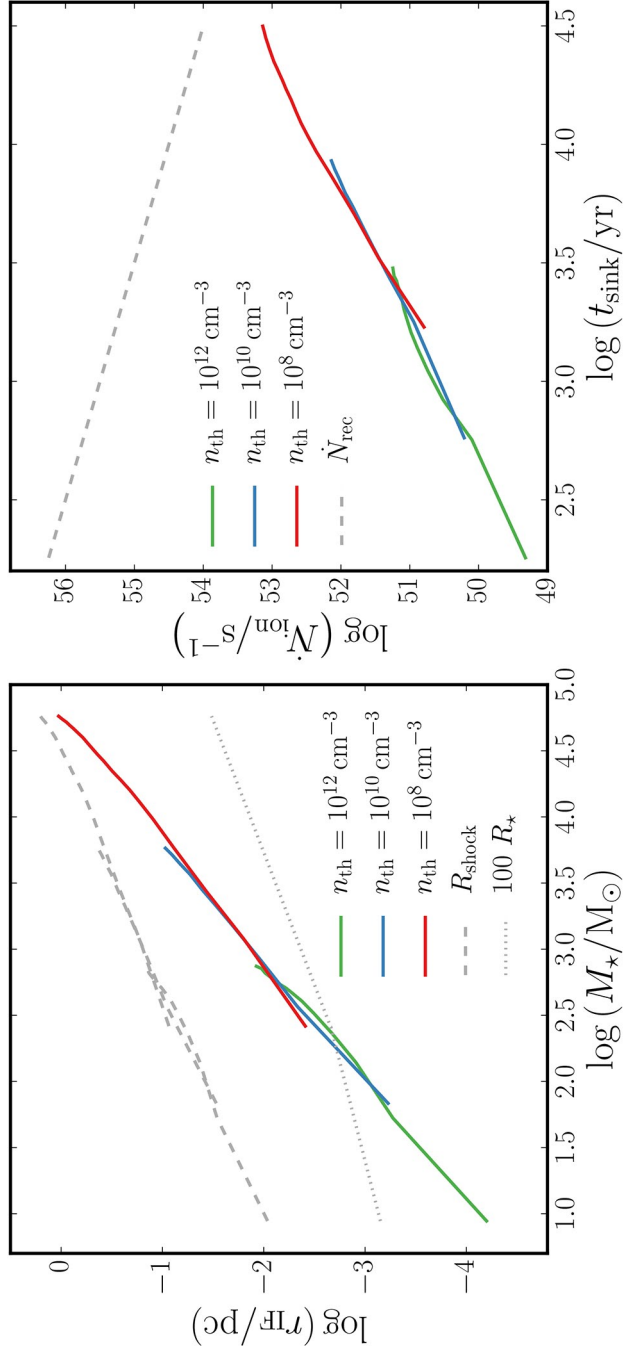 log (r_IF/pc)
0
−1
−2
−3
−4
n_th = 10^12 cm^−3
n_th = 10^10 cm^−3
n_th = 10^8 cm^−3
R_shock
100 R_⋆
1.0 1.5 2.0 2.5 3.0 3.5 4.0 4.5 5.0
log (M_⋆/M_⊙)
log (Ṅ_ion/s^−1)
56
55
54
53
52
51
50
49
n_th = 10^12 cm^−3
n_th = 10^10 cm^−3
n_th = 10^8 cm^−3
Ṅ_rec
2.5 3.0 3.5 4.0 4.5
log (t_sink/yr)